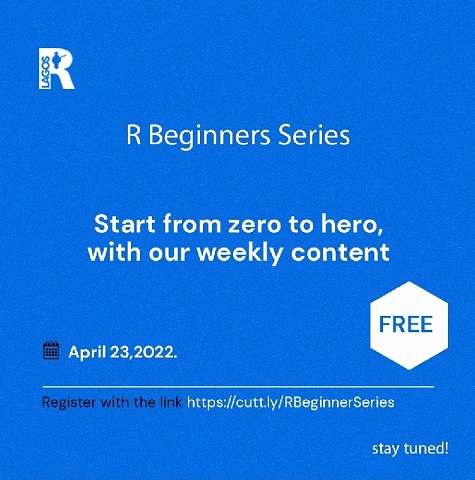 LAGOS
R
R Beginners Series
Start from zero to hero,
with our weekly content
FREE
April 23,2022.
Register with the link https://cutt.ly/RBeginnerSeries
stay tuned!